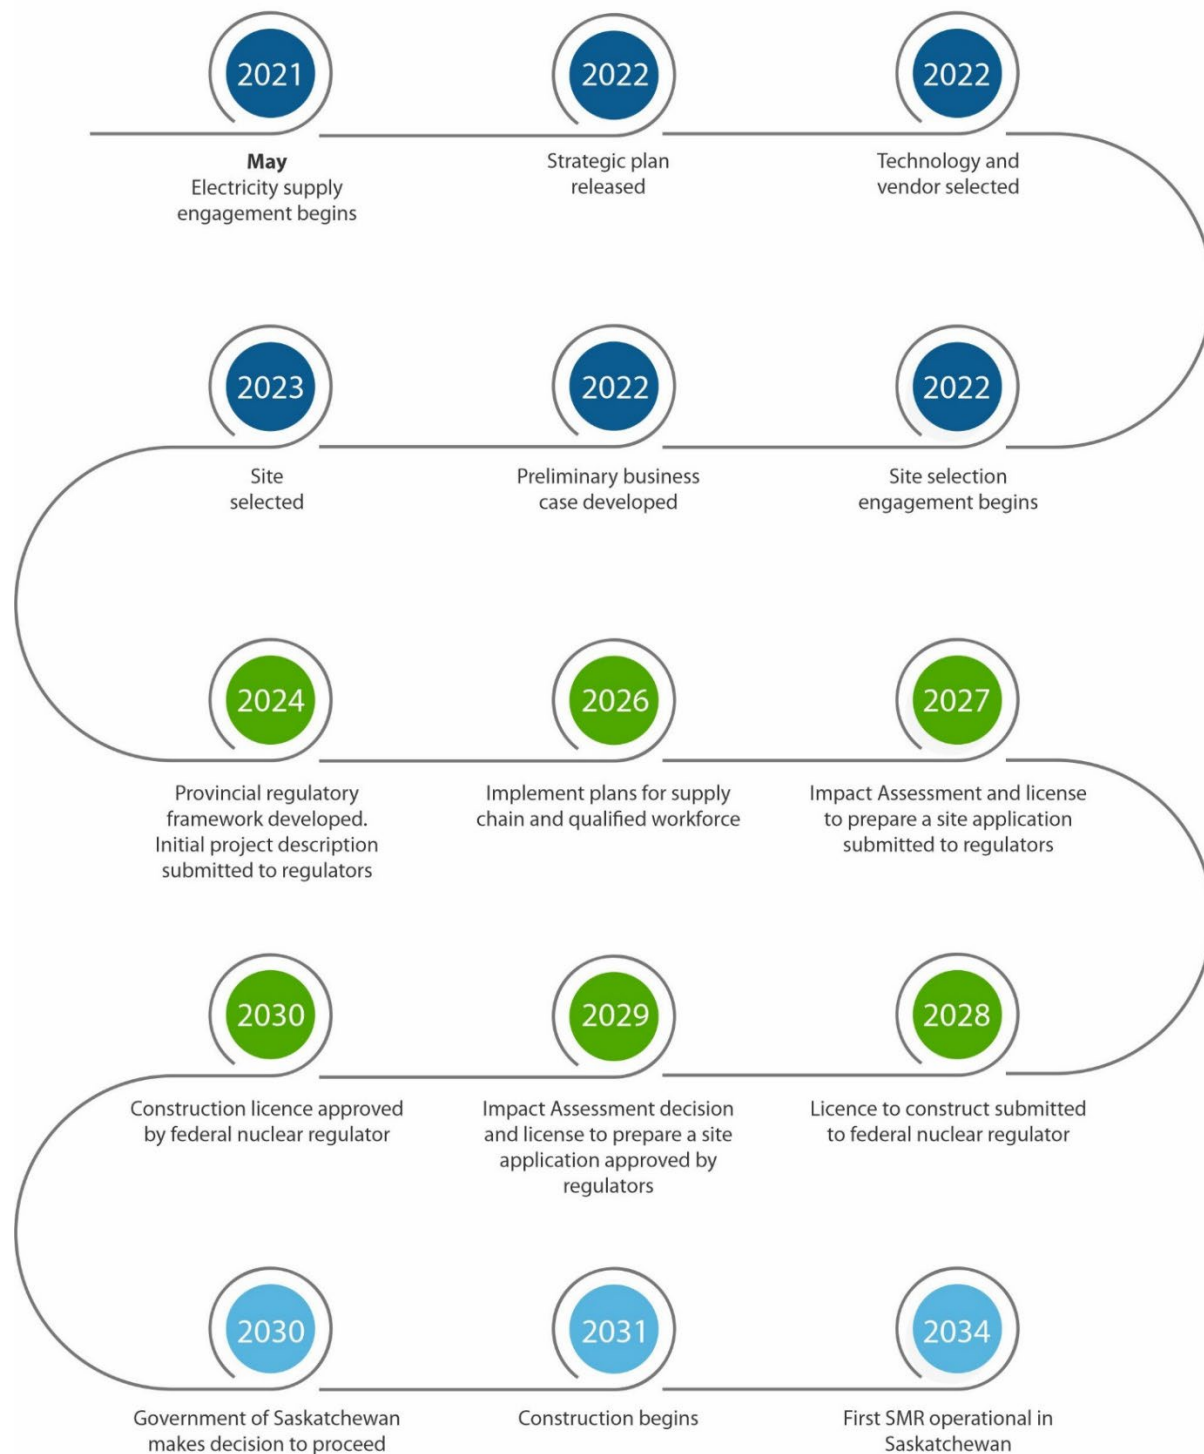 2021
May
Electricity supply
engagement begins
2022
Strategic plan
released
2022
Technology and
vendor selected
2022
Site selection
engagement begins
2022
Preliminary business
case developed
2023
Site
selected
2024
Provincial regulatory
framework developed.
Initial project description
submitted to regulators
2026
Implement plans for supply
chain and qualified workforce
2027
Impact Assessment and license
to prepare a site application
submitted to regulators
2028
Licence to construct submitted
to federal nuclear regulator
2029
Impact Assessment decision
and license to prepare a site
application approved by
regulators
2030
Construction licence approved
by federal nuclear regulator
2030
Government of Saskatchewan
makes decision to proceed
2031
Construction begins
2034
First SMR operational in
Saskatchewan